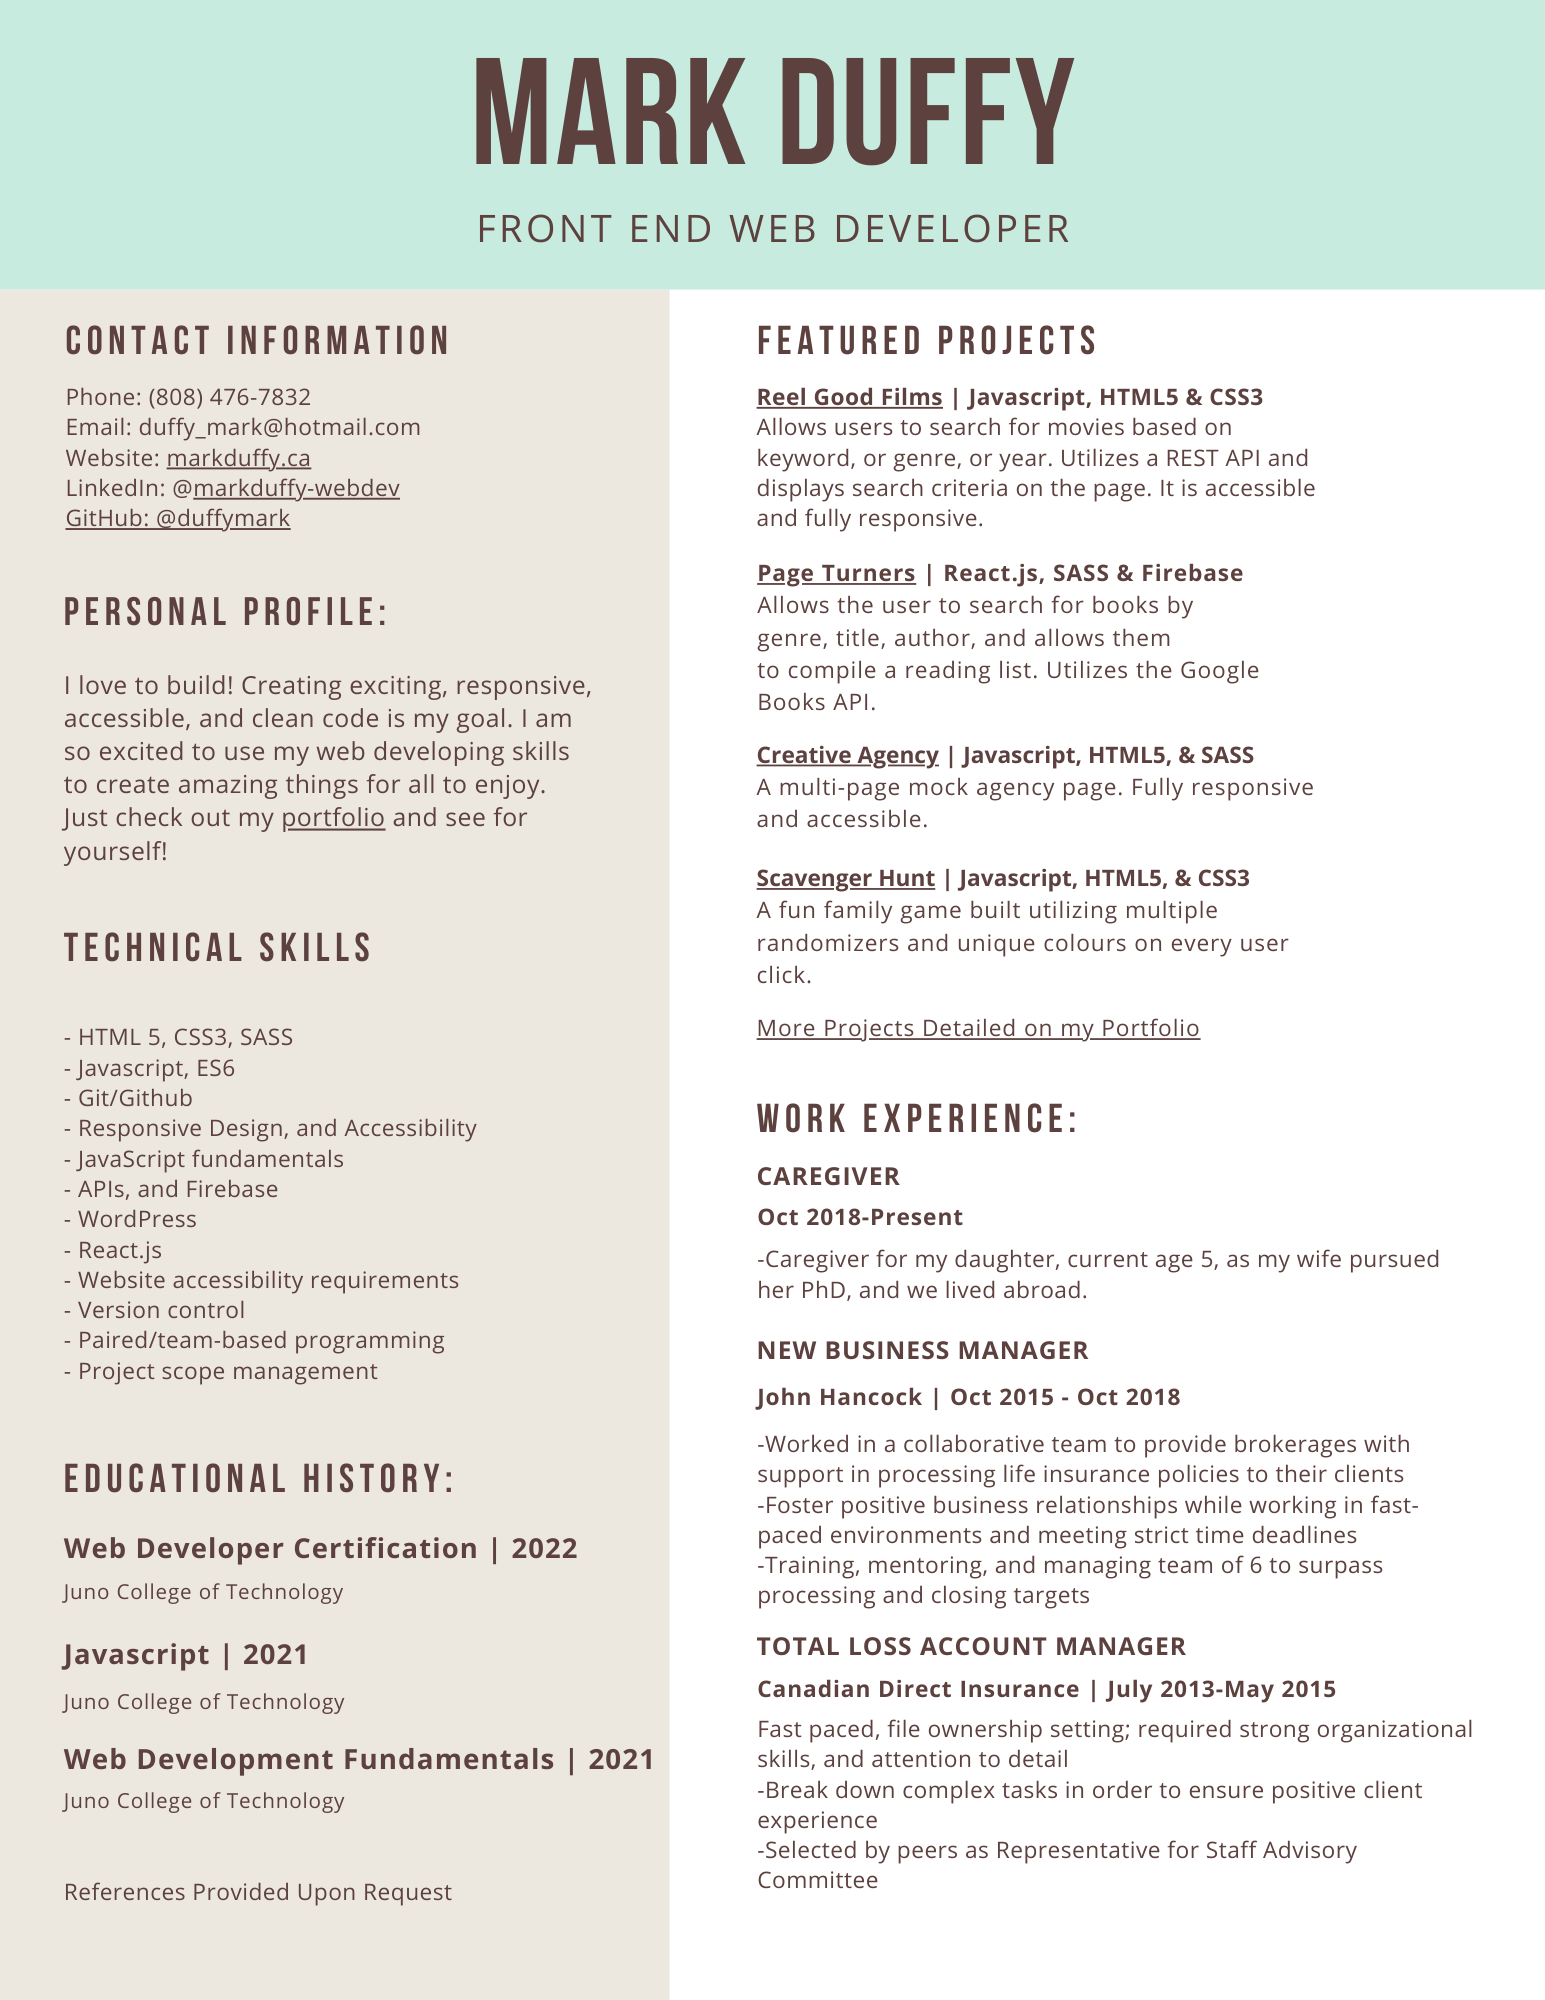 MARK DUFFY
FRONT END WEB DEVELOPER
CONTACT INFORMATION
Phone: (808) 476-7832
Email: duffy_mark@hotmail.com
Website: markduffy.ca
LinkedIn: @markduffy-webdev
GitHub: @duffymark
PERSONAL PROFILE:
I love to build! Creating exciting, responsive,
accessible, and clean code is my goal. I am
so excited to use my web developing skills
to create amazing things for all to enjoy.
Just check out my portfolio and see for
yourself!
TECHNICAL SKILLS
- HTML 5, CSS3, SASS
- Javascript, ES6
- Git/Github
- Responsive Design, and Accessibility
- JavaScript fundamentals
- APIs, and Firebase
- WordPress
- React.js
- Website accessibility requirements
- Version control
- Paired/team-based programming
- Project scope management
EDUCATIONAL HISTORY:
Web Developer Certification | 2022
Juno College of Technology
Javascript | 2021
Juno College of Technology
Web Development Fundamentals | 2021
Juno College of Technology
References Provided Upon Request
FEATURED PROJECTS
Reel Good Films | Javascript, HTML5 & CSS3
Allows users to search for movies based on
keyword, or genre, or year. Utilizes a REST API and
displays search criteria on the page. It is accessible
and fully responsive.
Page Turners | React.js, SASS & Firebase
Allows the user to search for books by
genre, title, author, and allows them
to compile a reading list. Utilizes the Google
Books API.
Creative Agency | Javascript, HTML5, & SASS
A multi-page mock agency page. Fully responsive
and accessible.
Scavenger Hunt | Javascript, HTML5, & CSS3
A fun family game built utilizing multiple
randomizers and unique colours on every user
click.
More Projects Detailed on my Portfolio
WORK EXPERIENCE:
CAREGIVER
Oct 2018-Present
-Caregiver for my daughter, current age 5, as my wife pursued
her PhD, and we lived abroad.
NEW BUSINESS MANAGER
John Hancock | Oct 2015 - Oct 2018
-Worked in a collaborative team to provide brokerages with
support in processing life insurance policies to their clients
-Foster positive business relationships while working in fast-
paced environments and meeting strict time deadlines
-Training, mentoring, and managing team of 6 to surpass
processing and closing targets
TOTAL LOSS ACCOUNT MANAGER
Canadian Direct Insurance | July 2013-May 2015
Fast paced, file ownership setting; required strong organizational
skills, and attention to detail
-Break down complex tasks in order to ensure positive client
experience
-Selected by peers as Representative for Staff Advisory
Committee